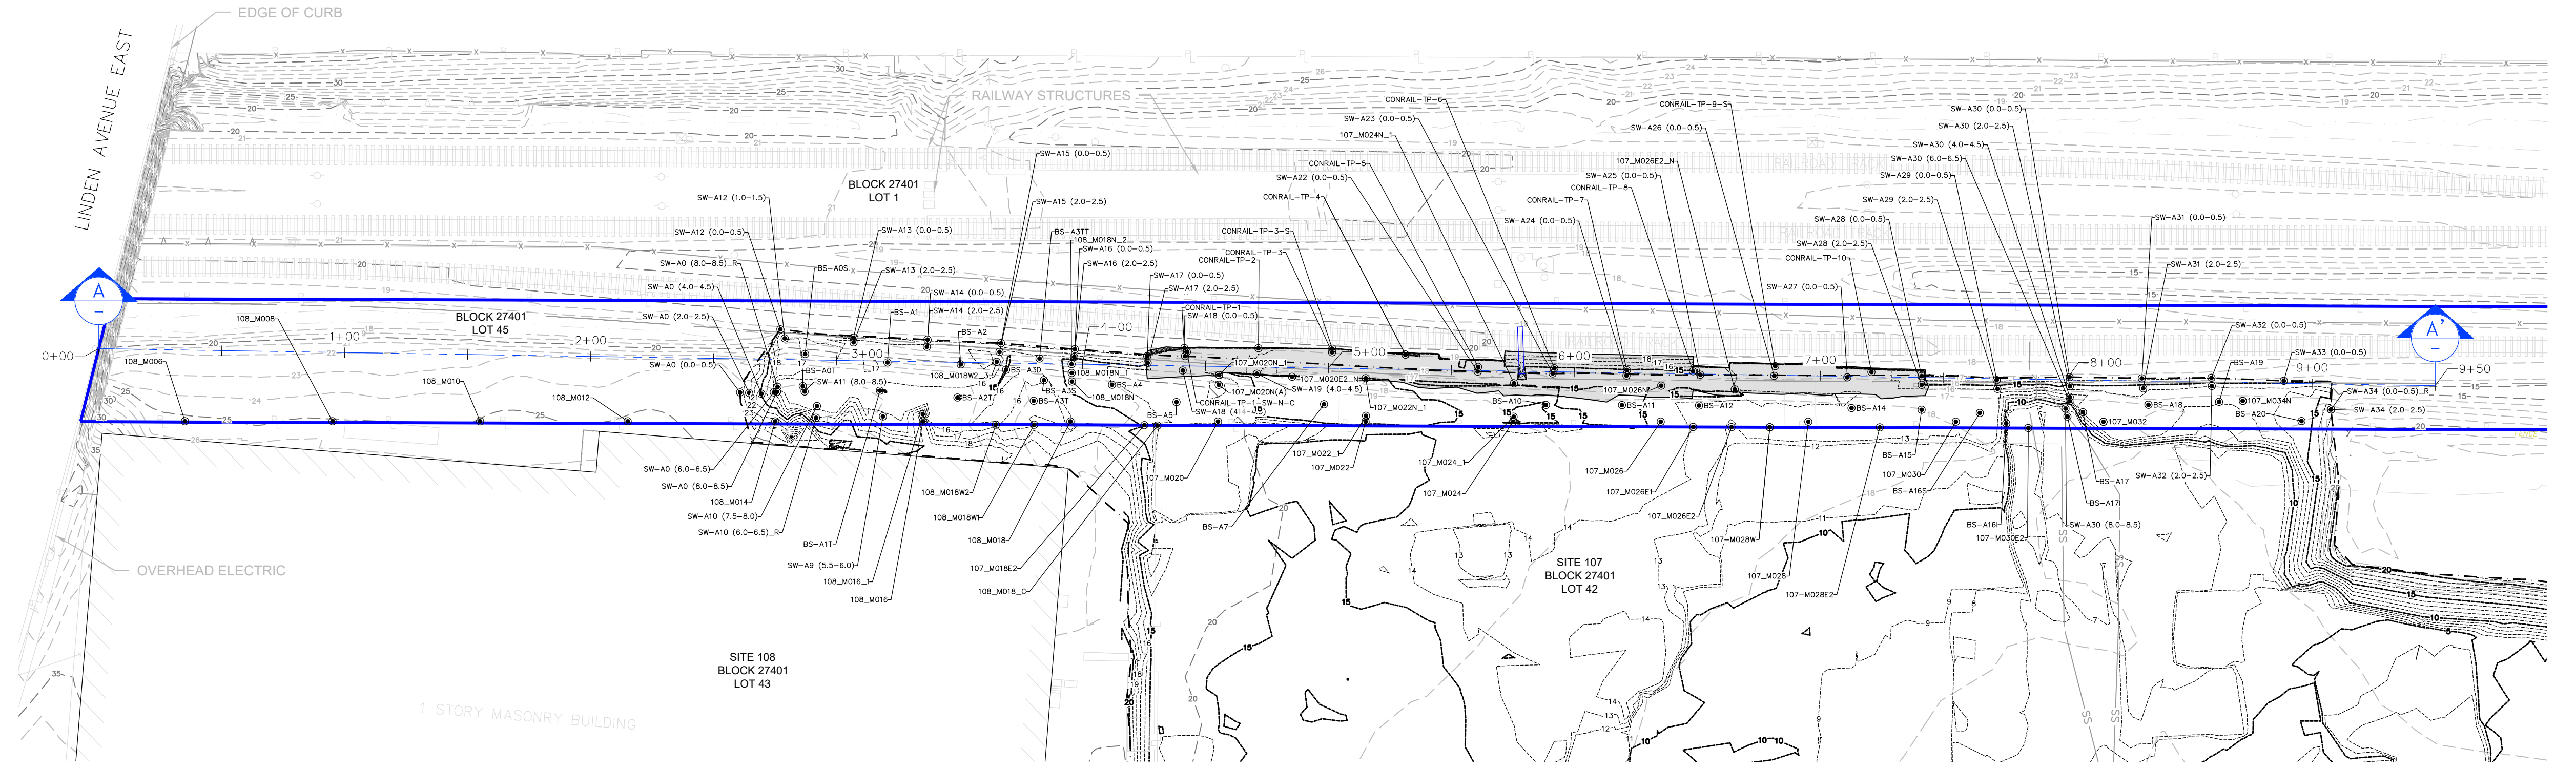 EDGE OF CURB
LINDEN AVENUE EAST
RAILWAY STRUCTURES
BLOCK 27401
LOT 1
BLOCK 27401
LOT 45
RAILROAD TRACK
RAILROAD TRACK
A
A'
0+00
1+00
2+00
3+00
4+00
5+00
6+00
7+00
8+00
9+00
9+50
CONRAIL-TP-6
SW-A23 (0.0-0.5)
107_M024N_1
CONRAIL-TP-5
SW-A22 (0.0-0.5)
CONRAIL-TP-4
CONRAIL-TP-3-S
CONRAIL-TP-3
CONRAIL-TP-2
CONRAIL-TP-1
SW-A18 (0.0-0.5)
CONRAIL-TP-9-S
SW-A26 (0.0-0.5)
107_M026E2_N
SW-A25 (0.0-0.5)
CONRAIL-TP-8
CONRAIL-TP-7
SW-A24 (0.0-0.5)
SW-A30 (0.0-0.5)
SW-A30 (2.0-2.5)
SW-A30 (4.0-4.5)
SW-A30 (6.0-6.5)
SW-A29 (0.0-0.5)
SW-A29 (2.0-2.5)
SW-A28 (0.0-0.5)
SW-A28 (2.0-2.5)
CONRAIL-TP-10
SW-A27 (0.0-0.5)
SW-A31 (0.0-0.5)
SW-A31 (2.0-2.5)
SW-A32 (0.0-0.5)
BS-A19
SW-A33 (0.0-0.5)
SW-A15 (0.0-0.5)
SW-A15 (2.0-2.5)
BS-A3TT
108_M018N_2
SW-A16 (0.0-0.5)
SW-A16 (2.0-2.5)
SW-A17 (0.0-0.5)
SW-A17 (2.0-2.5)
SW-A12 (1.0-1.5)
SW-A12 (0.0-0.5)
SW-A13 (0.0-0.5)
SW-A13 (2.0-2.5)
SW-A0 (8.0-8.5)_R
BS-A0S
SW-A0 (4.0-4.5)
SW-A14 (0.0-0.5)
SW-A14 (2.0-2.5)
BS-A1
BS-A2
SW-A0 (2.0-2.5)
SW-A0 (0.0-0.5)
108_M008
108_M006
108_M010
108_M012
BS-A0T
SW-A11 (8.0-8.5)
108_M018W2_3
BS-A3D
BS-A3S
BS-A2T
BS-A3T
108_M018N_1
BS-A4
108_M018N
BS-A5
107_M020N_1
107_M020E2_N
107_M020N(A)
SW-A19 (4.0-4.5)
CONRAIL-TP-1-SW-N-C
107_M022N_1
107_M026N
BS-A10
BS-A11
BS-A12
BS-A14
BS-A18
107_M034N
BS-A20
107_M032
SW-A34 (0.0-0.5)_R
SW-A34 (2.0-2.5)
SW-A0 (6.0-6.5)
SW-A0 (8.0-8.5)
108_M014
SW-A10 (7.5-8.0)
SW-A10 (6.0-6.5)_R
BS-A1T
SW-A9 (5.5-6.0)
108_M016_1
108_M016
108_M018W2
108_M018W1
108_M018
107_M018E2
108_M018_C
107_M020
BS-A7
107_M022_1
107_M022
107_M024_1
107_M024
107_M026
107_M026E1
107_M026E2
107-M028W
107_M028
107-M028E2
BS-A15
107_M030
BS-A16S
BS-A16
107-M030E2
SW-A30 (8.0-8.5)
BS-A17
BS-A17
SW-A32 (2.0-2.5)
OVERHEAD ELECTRIC
SITE 107
BLOCK 27401
LOT 42
SITE 108
BLOCK 27401
LOT 43
1 STORY MASONRY BUILDING
SS
SS
SS